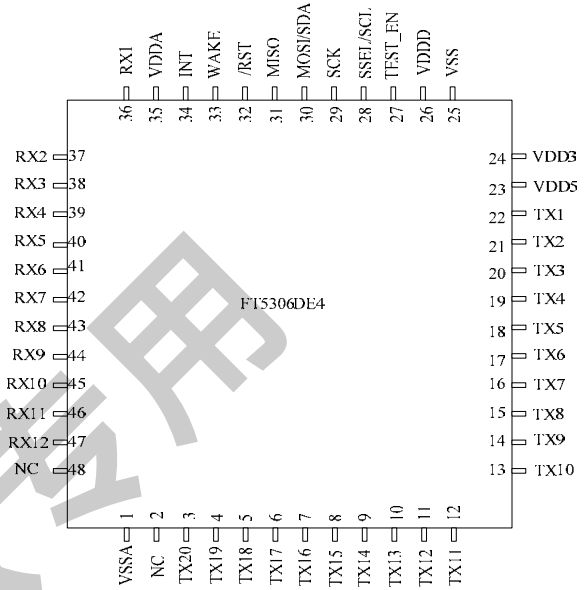 RX1 VDDA INT WAKE /RST MISO MOSI/SDA SCK SSEL/SCL TEST_EN VDDD VSS
36 35 34 33 32 31 30 29 28 27 26 25
RX2 37 24 VDD3
RX3 38 23 VDD5
RX4 39 22 TX1
RX5 40 21 TX2
RX6 41 20 TX3
RX7 42 19 TX4
FT5306DE4
RX8 43 18 TX5
RX9 44 17 TX6
RX10 45 16 TX7
RX11 46 15 TX8
RX12 47 14 TX9
NC 48 13 TX10
1 2 3 4 5 6 7 8 9 10 11 12
VSSA NC TX20 TX19 TX18 TX17 TX16 TX15 TX14 TX13 TX12 TX11
专用